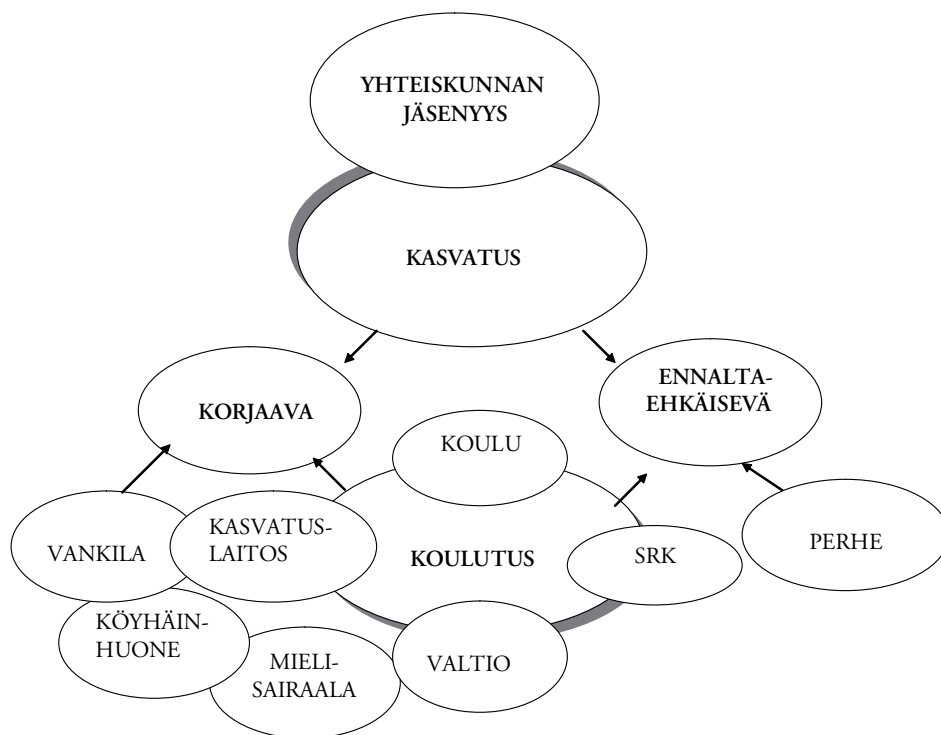 YHTEISKUNNAN
JÄSENYYS
KASVATUS
KORJAAVA
ENNALTA-
EHKÄISEVÄ
KOULU
VANKILA
KASVATUS-
LAITOS
KOULUTUS
SRK
PERHE
KÖYHÄIN-
HUONE
MIELI-
SAIRAALA
VALTIO